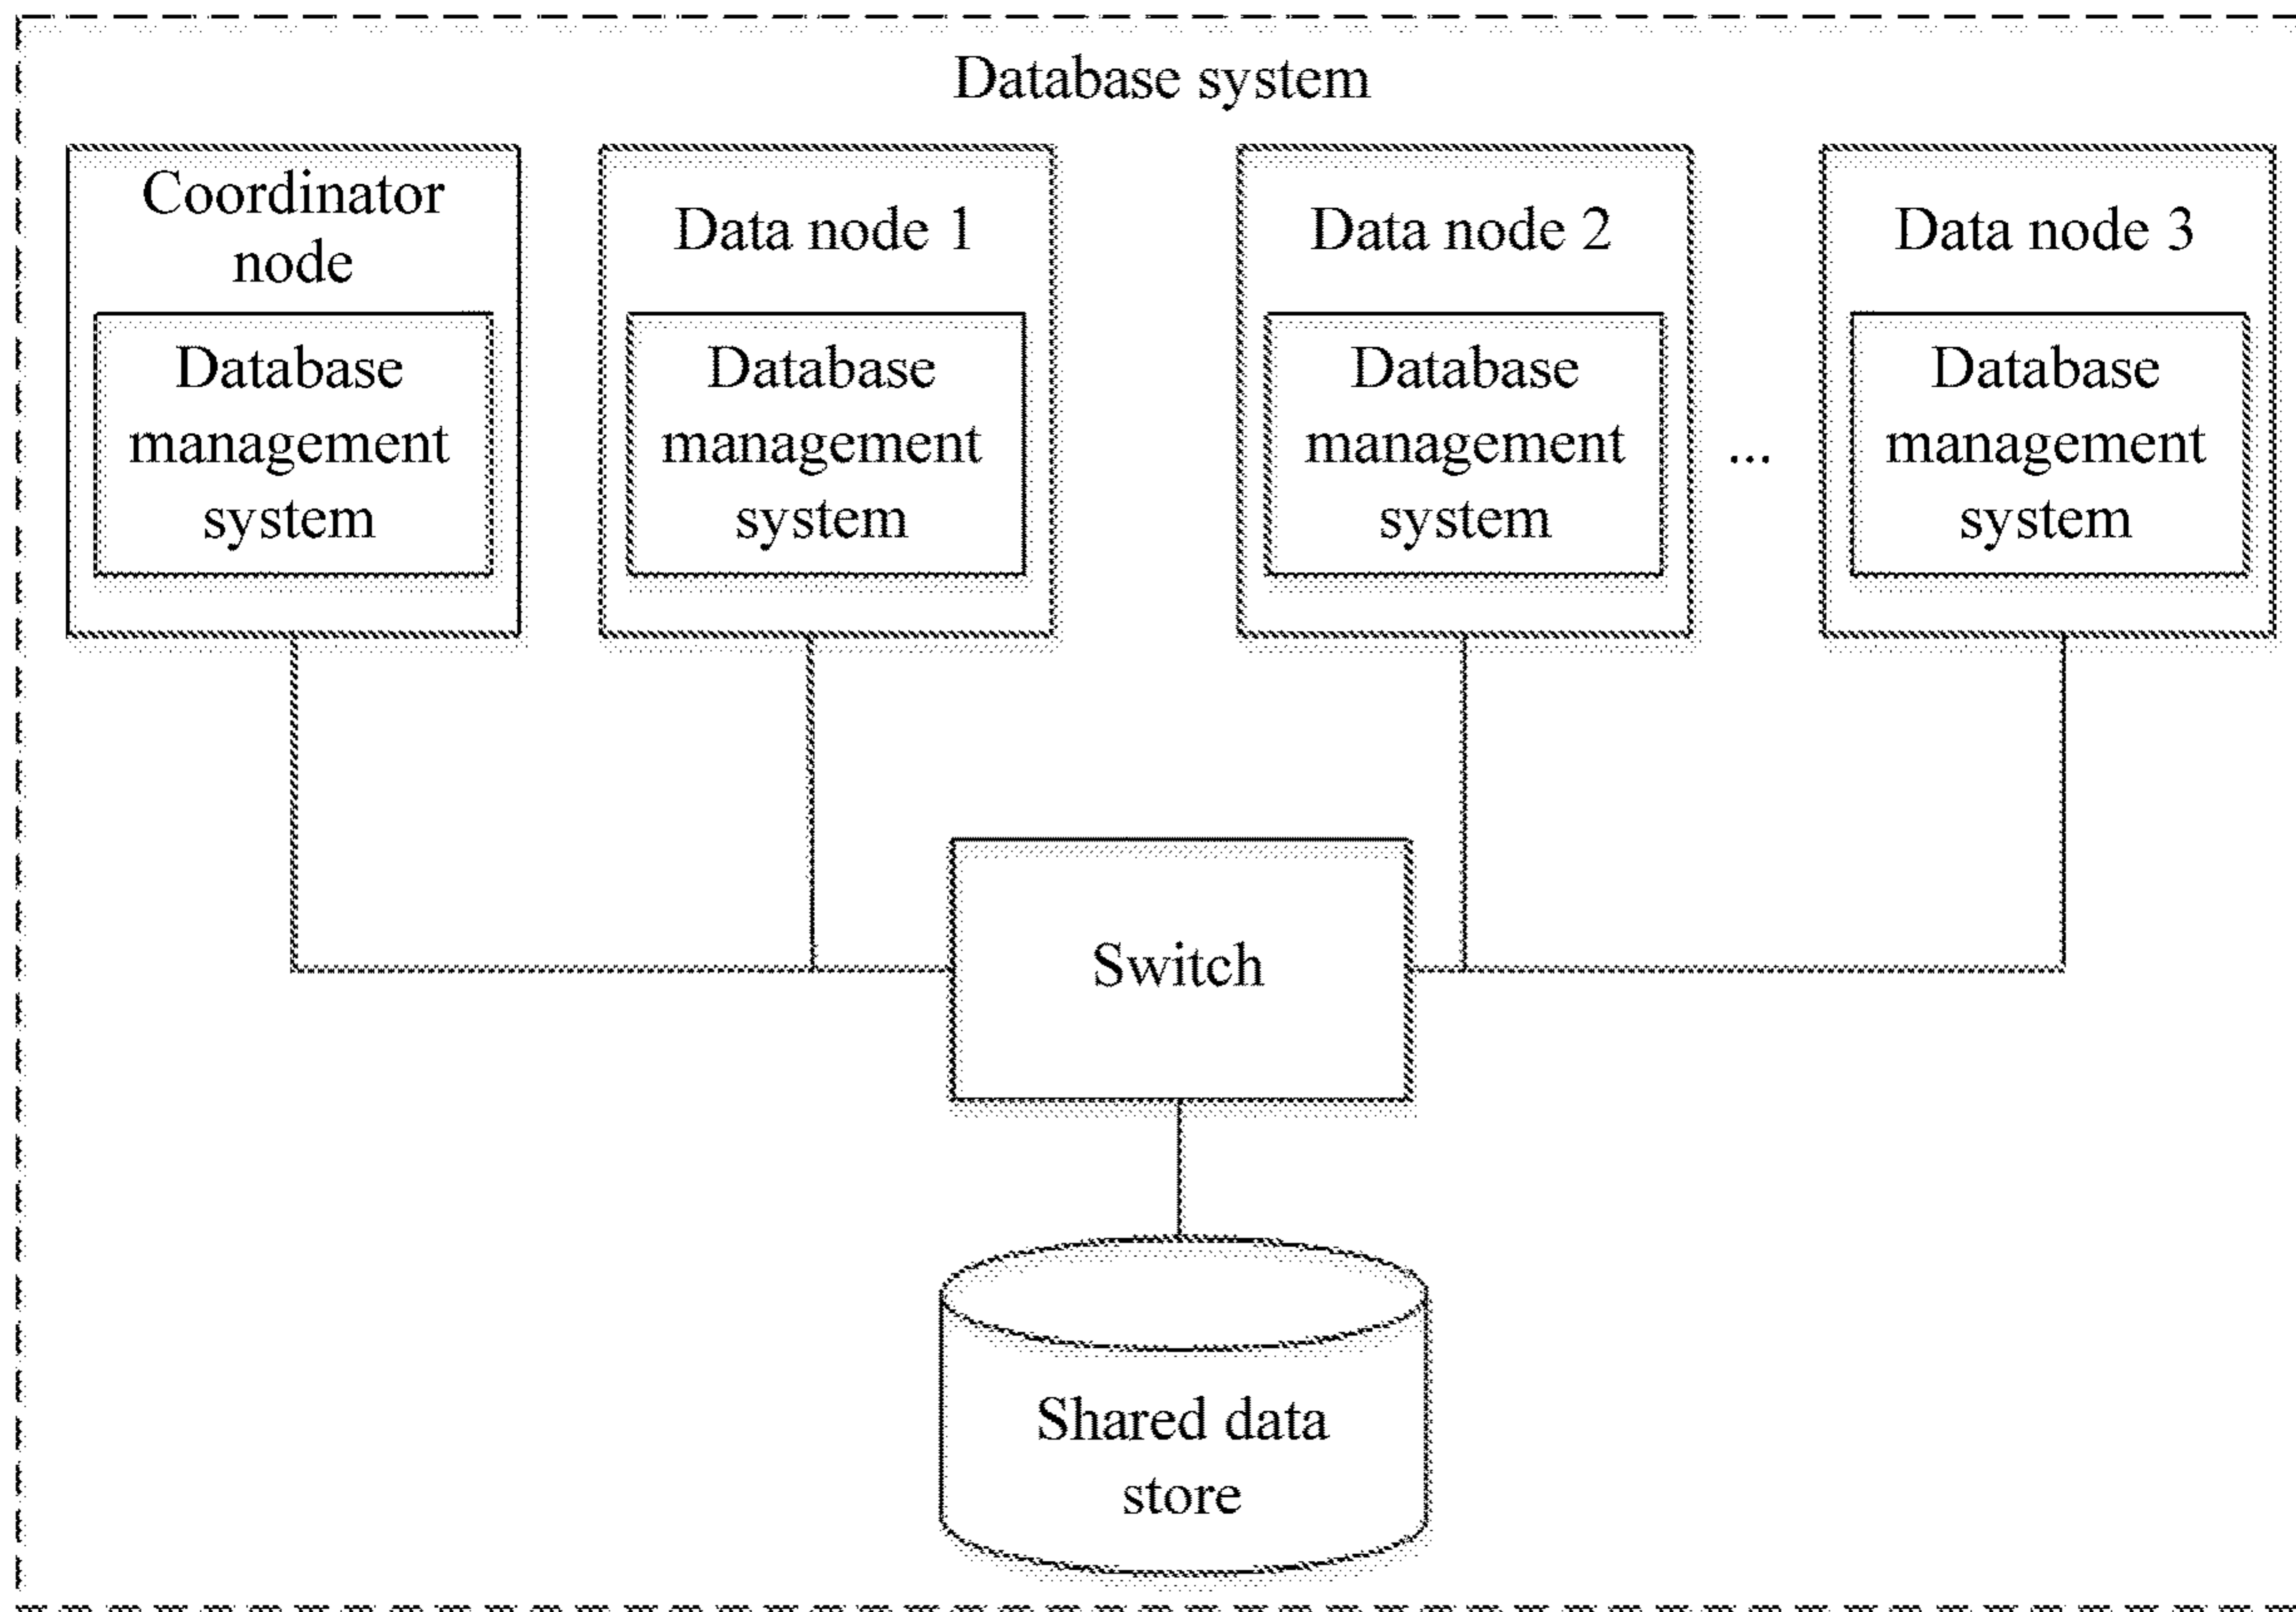 Database system
Coordinator
node
Database
management
system
Data node 1
Database
management
system
Data node 2
Database
management
system
...
Data node 3
Database
management
system
Switch
Shared data
store